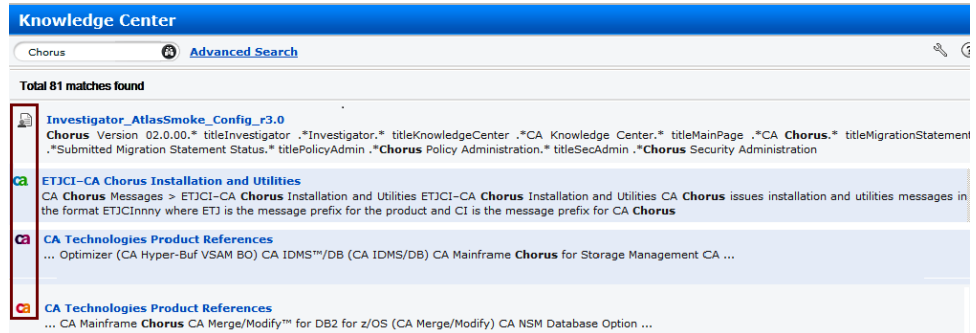 Knowledge Center
Chorus Advanced Search
Total 81 matches found
Investigator_AtlasSmoke_Config_r3.0
Chorus Version 02.0.00.* titleInvestigator .*Investigator.* titleKnowledgeCenter .*CA Knowledge Center.* titleMainPage .*CA Chorus.* titleMigrationStatement
.*Submitted Migration Statement Status.* titlePolicyAdmin .*Chorus Policy Administration.* titleSecAdmin .*Chorus Security Administration
ca ETJCI-CA Chorus Installation and Utilities
CA Chorus Messages > ETJCI-CA Chorus Installation and Utilities ETJCI-CA Chorus Installation and Utilities CA Chorus issues installation and utilities messages in
the format ETJCInnny where ETJ is the message prefix for the product and CI is the message prefix for CA Chorus
ca CA Technologies Product References
... Optimizer (CA Hyper-Buf VSAM BO) CA IDMS™/DB (CA IDMS/DB) CA Mainframe Chorus for Storage Management CA ...
ca CA Technologies Product References
... CA Mainframe Chorus CA Merge/Modify™ for DB2 for z/OS (CA Merge/Modify) CA NSM Database Option ...